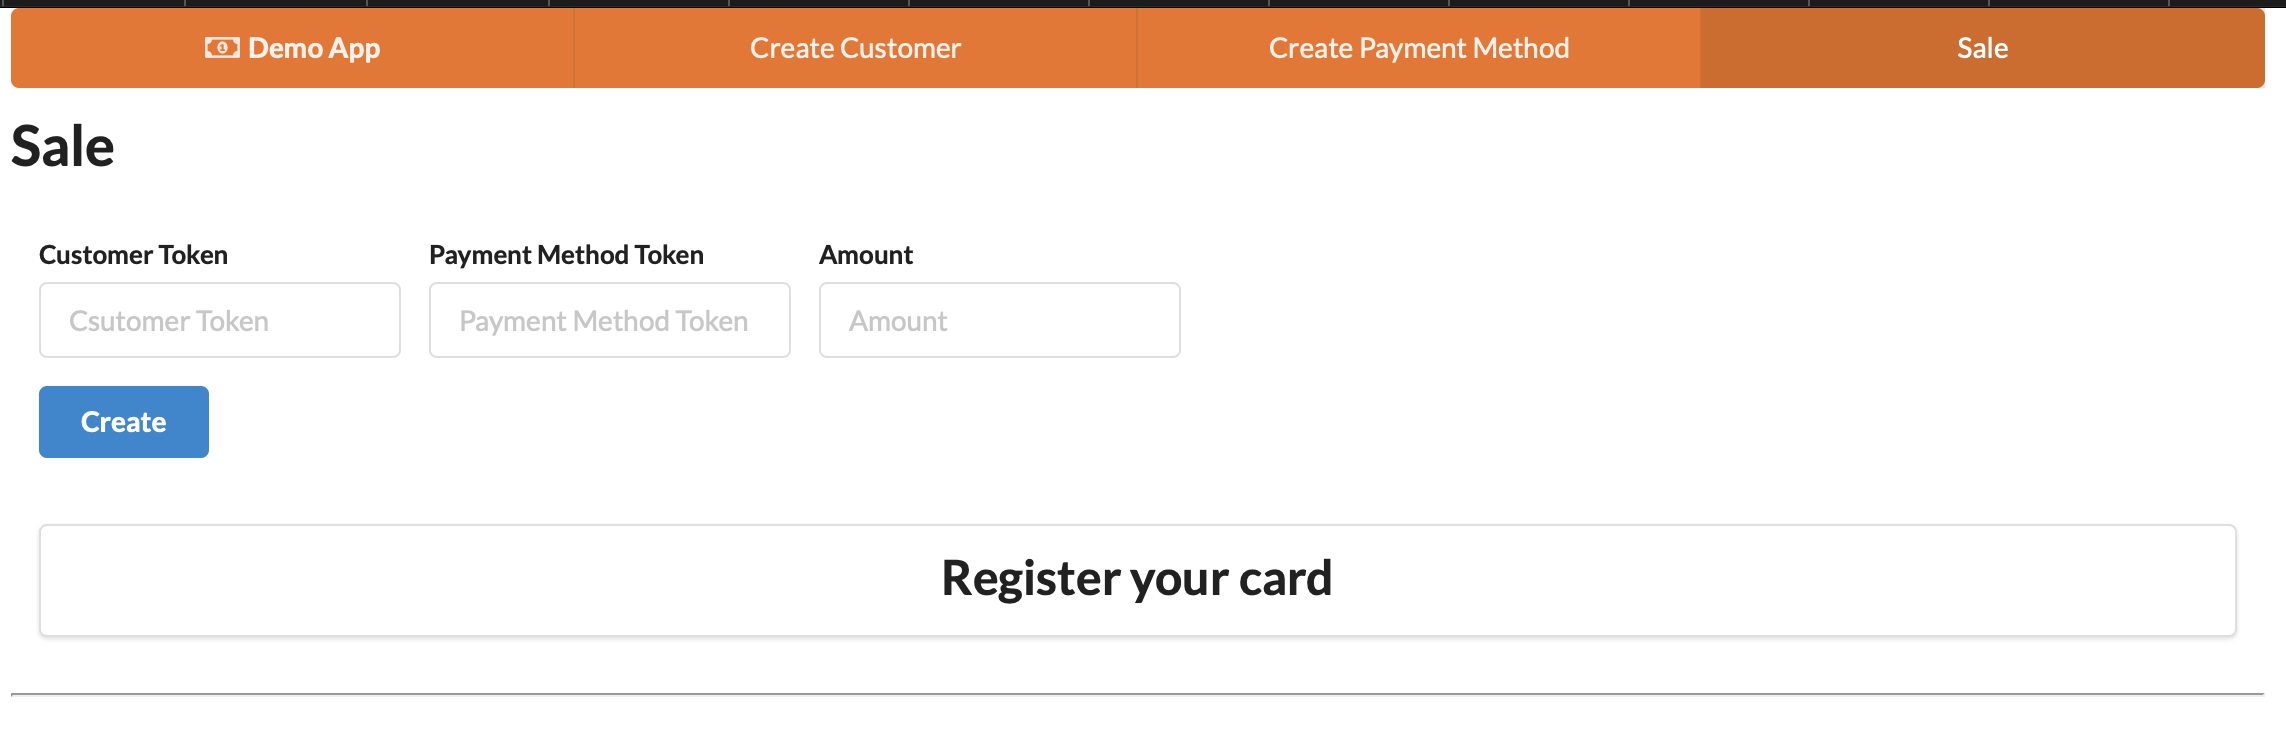 Demo App Create Customer Create Payment Method Sale
Sale
Customer Token Payment Method Token Amount
Csutomer Token Payment Method Token Amount
Create
Register your card